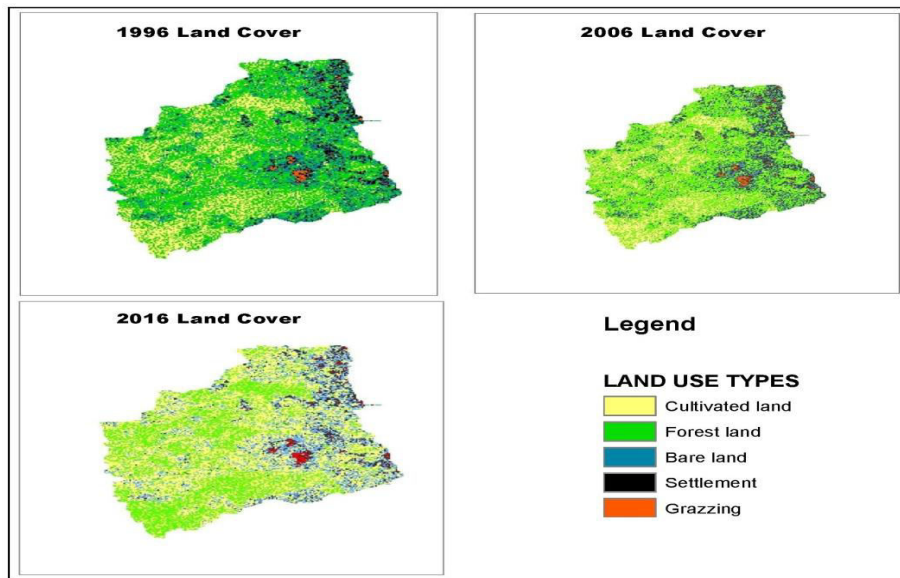 1996 Land Cover
2006 Land Cover
2016 Land Cover
Legend
LAND USE TYPES
Cultivated land
Forest land
Bare land
Settlement
Grazzing